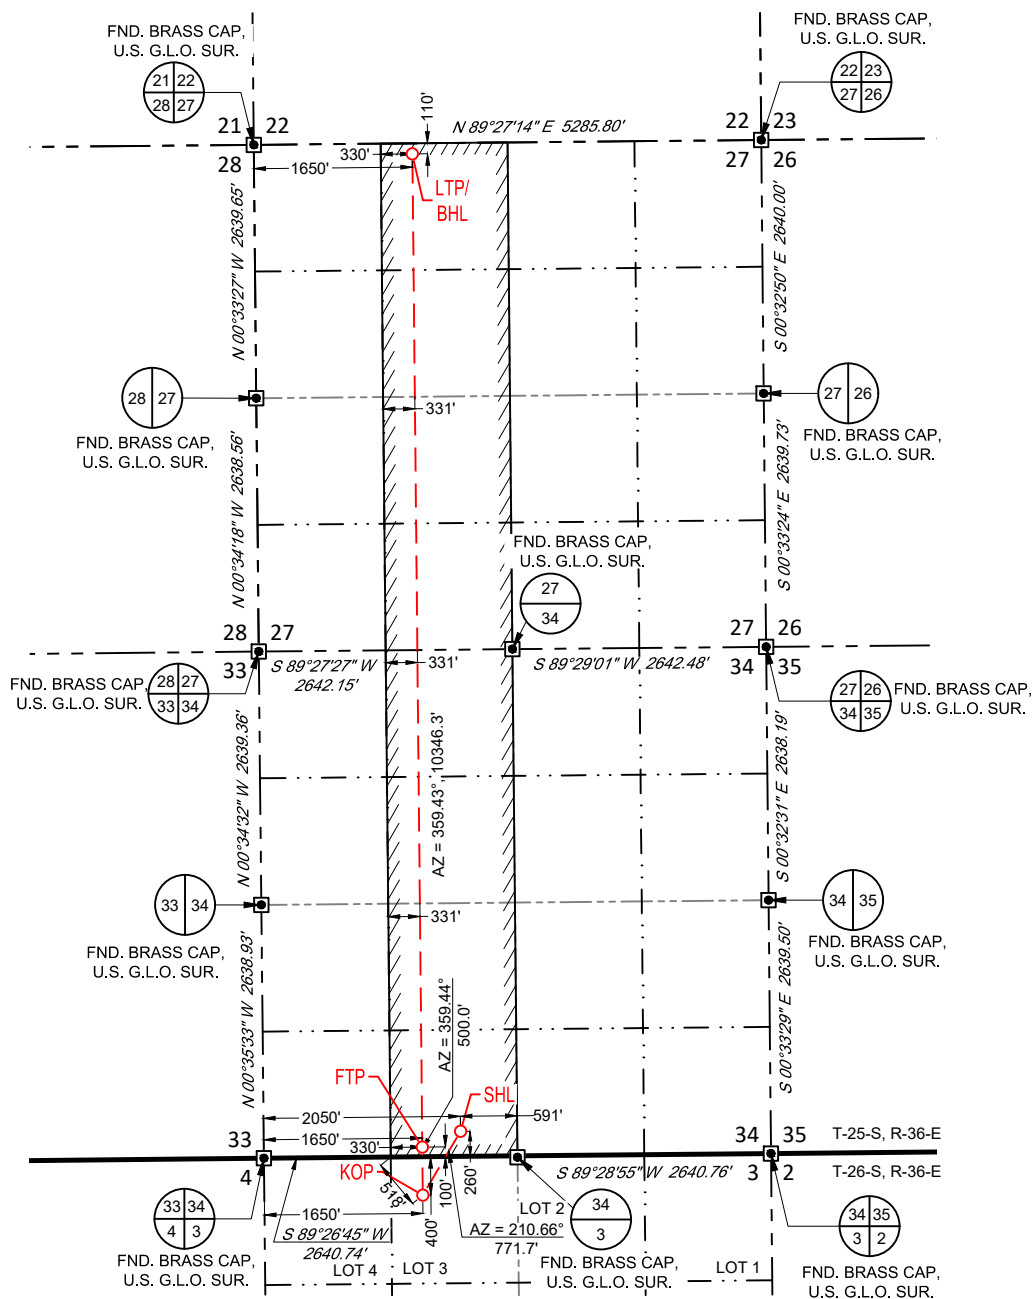 FND. BRASS CAP,
U.S. G.L.O. SUR.
21 22
28 27
FND. BRASS CAP,
U.S. G.L.O. SUR.
22 23
27 26
21 22
28
110'
N 89°27'14" E 5285.80'
22 23
27 26
330'
1650'
LTP/
BHL
N 00°33'27" W 2639.65'
S 00°32'50" E 2640.00'
28 27
FND. BRASS CAP,
U.S. G.L.O. SUR.
331'
27 26
FND. BRASS CAP,
U.S. G.L.O. SUR.
N 00°34'18" W 2638.56'
S 00°33'24" E 2639.73'
FND. BRASS CAP,
U.S. G.L.O. SUR.
27
34
28 27
33
27 26
34 35
S 89°27'27" W
2642.15'
331'
S 89°29'01" W 2642.48'
FND. BRASS CAP,
U.S. G.L.O. SUR.
28 27
33 34
27 26
34 35
FND. BRASS CAP,
U.S. G.L.O. SUR.
N 00°34'32" W 2639.36'
AZ = 359.43°, 10346.3'
S 00°32'31" E 2638.19'
33 34
FND. BRASS CAP,
U.S. G.L.O. SUR.
331'
34 35
FND. BRASS CAP,
U.S. G.L.O. SUR.
N 00°35'33" W 2638.93'
AZ = 359.44°
500.0'
S 00°33'29" E 2639.50'
FTP
SHL
2050'
591'
1650'
330'
33
4
34 35
3 2
T-25-S, R-36-E
T-26-S, R-36-E
KOP
518'
100'
260'
400'
1650'
S 89°28'55" W 2640.76'
S 89°26'45" W
2640.74'
AZ = 210.66°
771.7'
LOT 2
34
3
FND. BRASS CAP,
U.S. G.L.O. SUR.
33 34
4 3
FND. BRASS CAP,
U.S. G.L.O. SUR.
34 35
3 2
FND. BRASS CAP,
U.S. G.L.O. SUR.
LOT 4
LOT 3
LOT 1